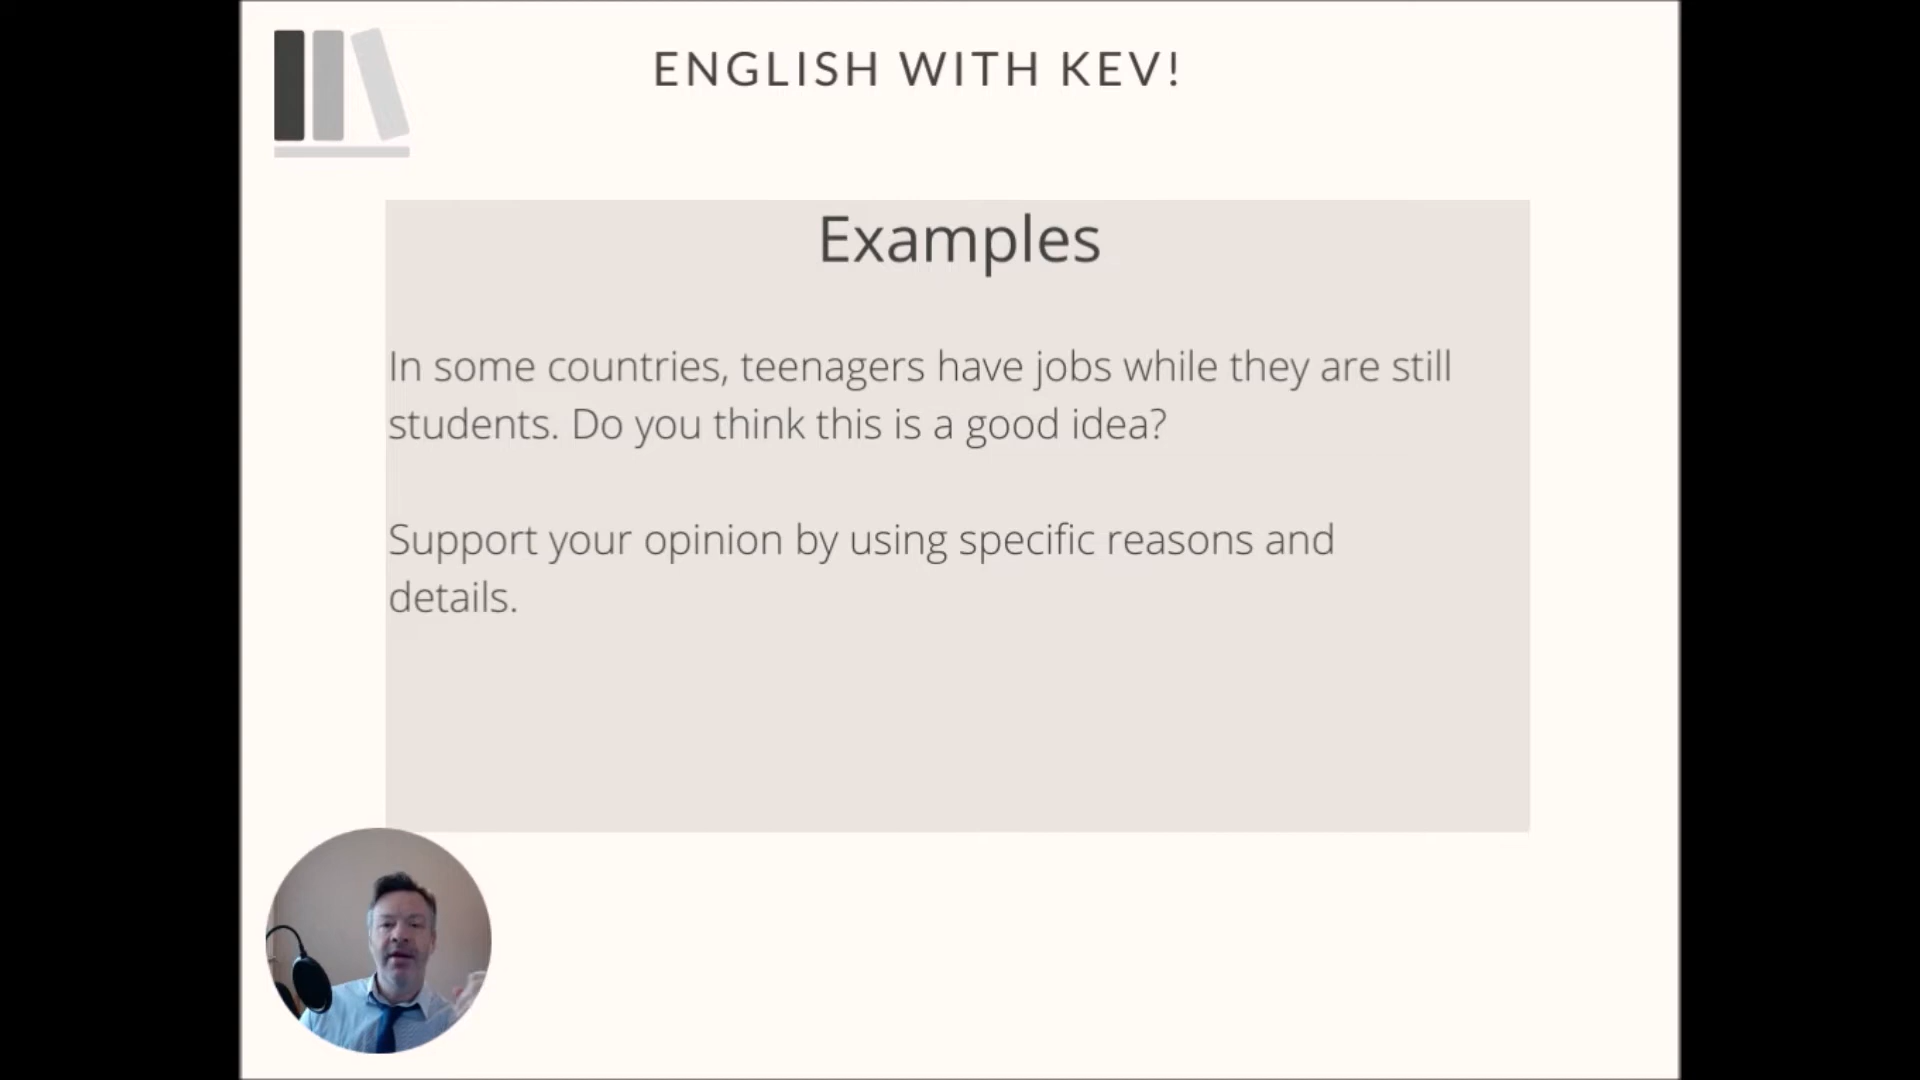 ENGLISH WITH KEV!
Examples
In some countries, teenagers have jobs while they are still
students. Do you think this is a good idea?
Support your opinion by using specific reasons and
details.